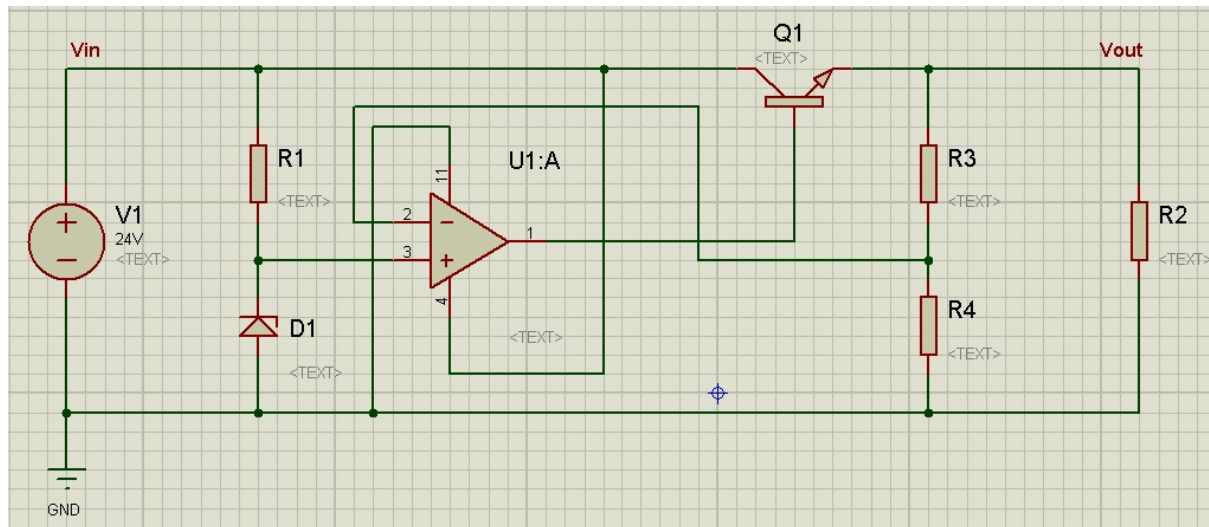 Vin
Q1
<TEXT>
Vout
R1
<TEXT>
11
U1:A
R3
<TEXT>
V1
24V
<TEXT>
2
3
1
4
R2
<TEXT>
D1
<TEXT>
<TEXT>
R4
<TEXT>
GND